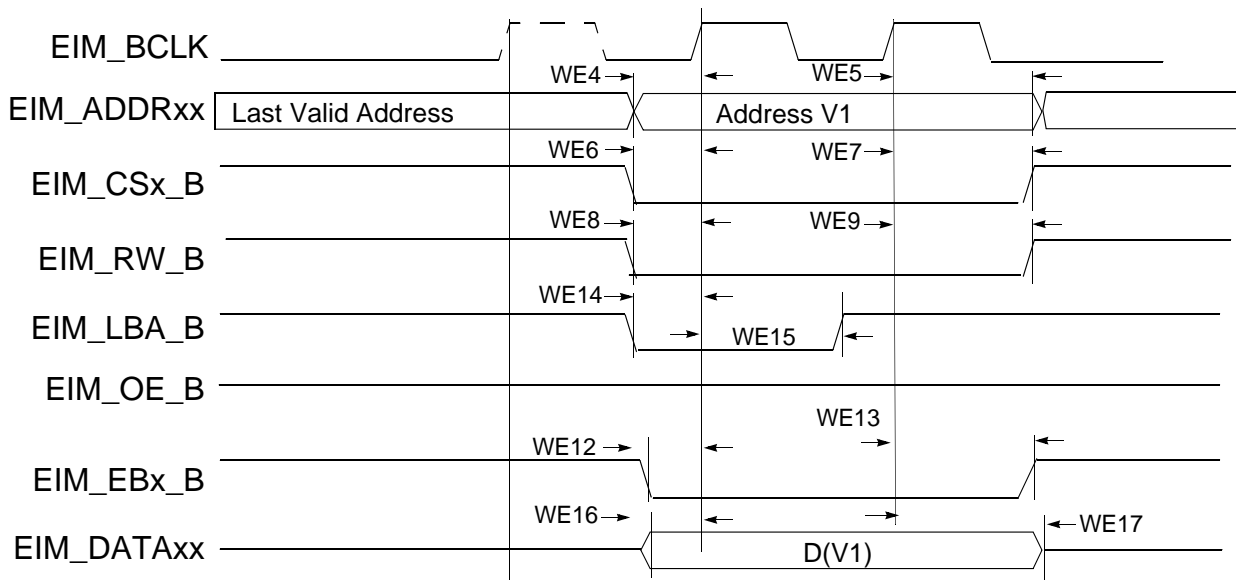 EIM_BCLK
WE4 WE5
EIM_ADDRxx Last Valid Address Address V1
WE6 WE7
EIM_CSx_B
WE8 WE9
EIM_RW_B
WE14
EIM_LBA_B WE15
EIM_OE_B
WE13
WE12
EIM_EBx_B
WE16 WE17
EIM_DATAxx D(V1)